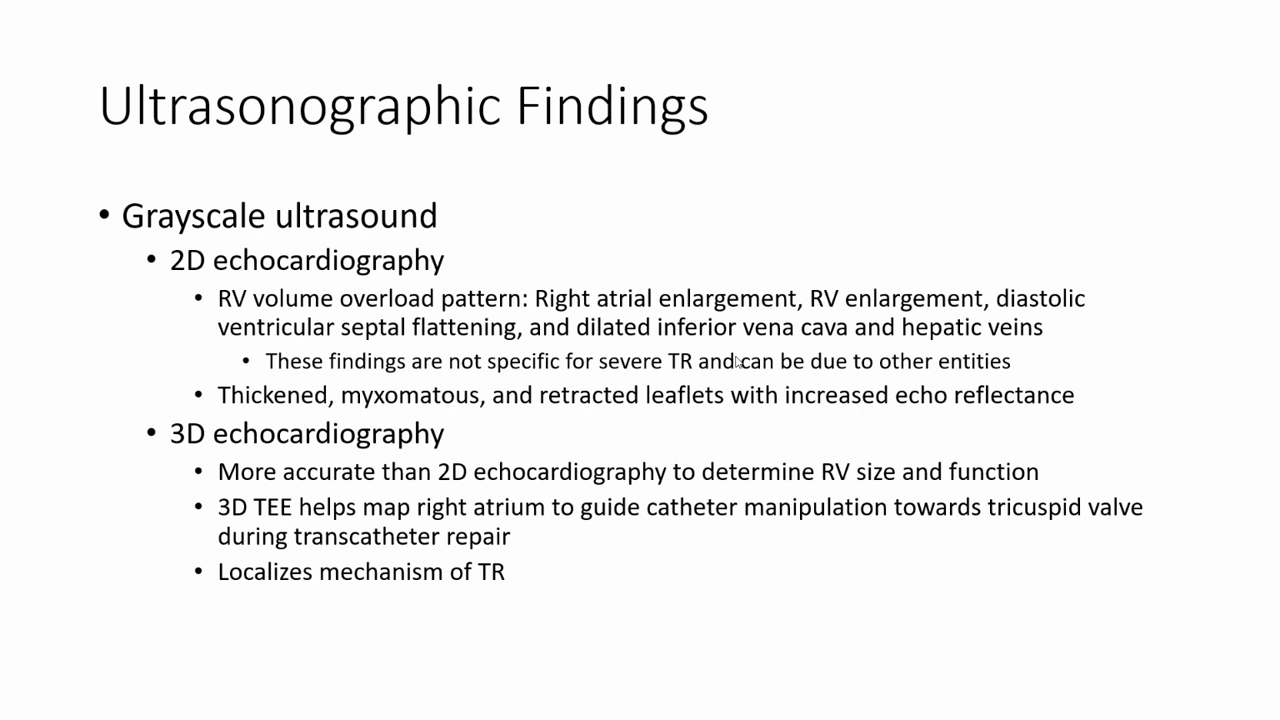 Ultrasonographic Findings
• Grayscale ultrasound
• 2D echocardiography
• RV volume overload pattern: Right atrial enlargement, RV enlargement, diastolic
ventricular septal flattening, and dilated inferior vena cava and hepatic veins
• These findings are not specific for severe TR and can be due to other entities
• Thickened, myxomatous, and retracted leaflets with increased echo reflectance
• 3D echocardiography
• More accurate than 2D echocardiography to determine RV size and function
• 3D TEE helps map right atrium to guide catheter manipulation towards tricuspid valve
during transcatheter repair
• Localizes mechanism of TR